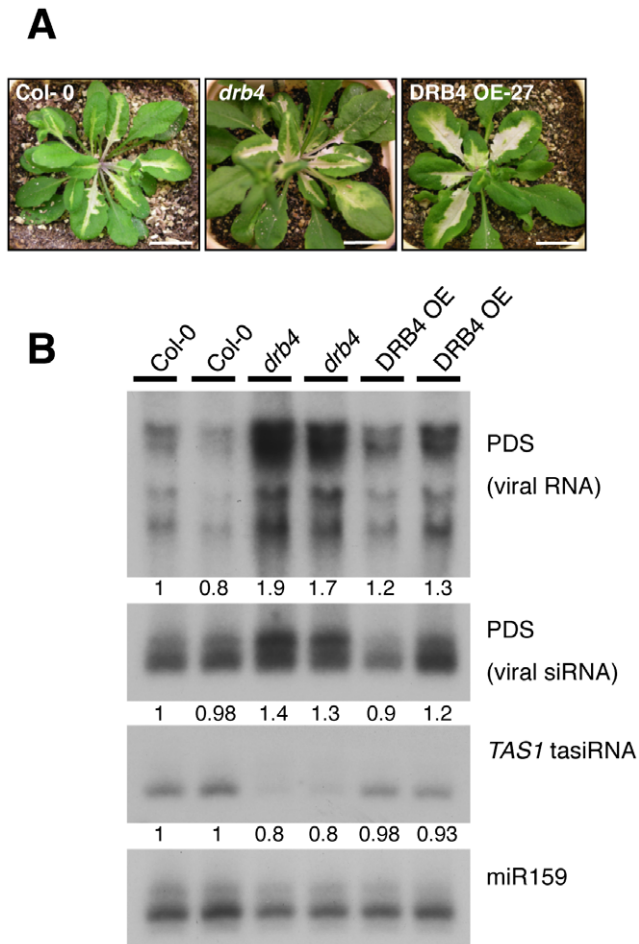 A
Col- 0
drb4
DRB4 OE-27
B
Col-0
Col-0
drb4
drb4
DRB4 OE
DRB4 OE
PDS
(viral RNA)
1 0.8 1.9 1.7 1.2 1.3
PDS
(viral siRNA)
1 0.98 1.4 1.3 0.9 1.2
TAS1 tasiRNA
1 1 0.8 0.8 0.98 0.93
miR159